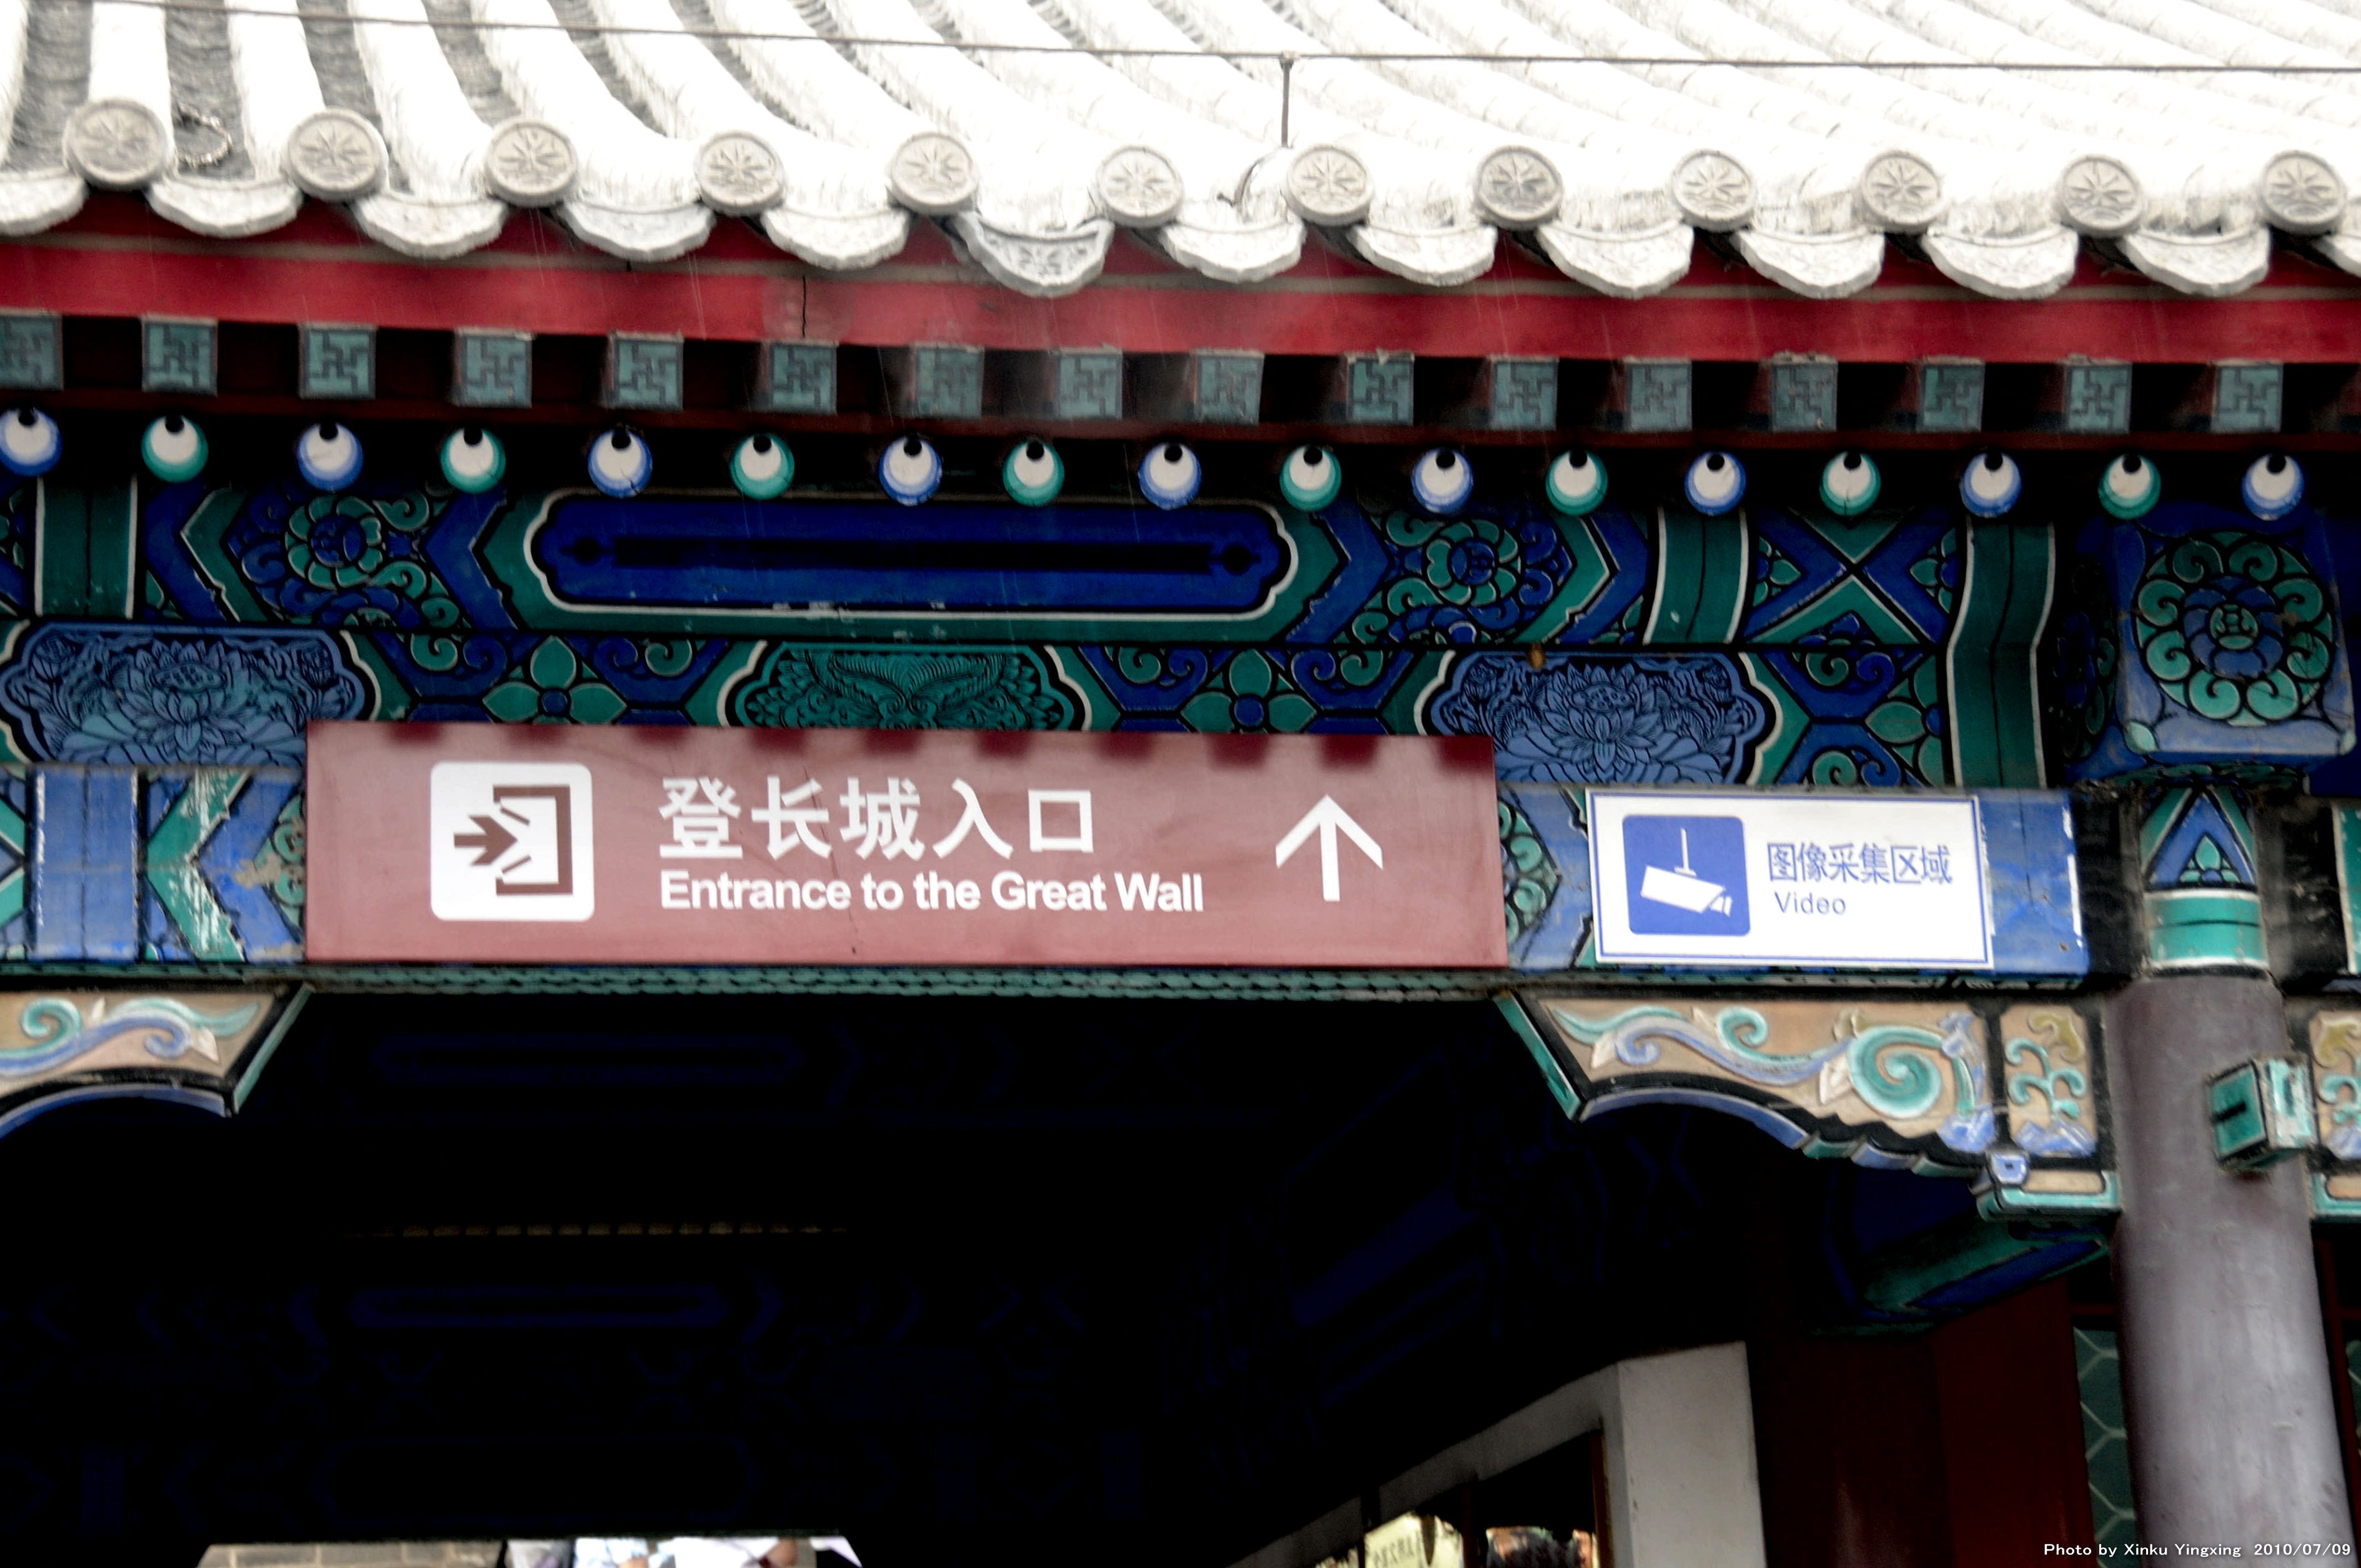 登长城入口
Entrance to the Great Wall
图像采集区域
Video
Photo by Xinku Yingxing 2010/07/09